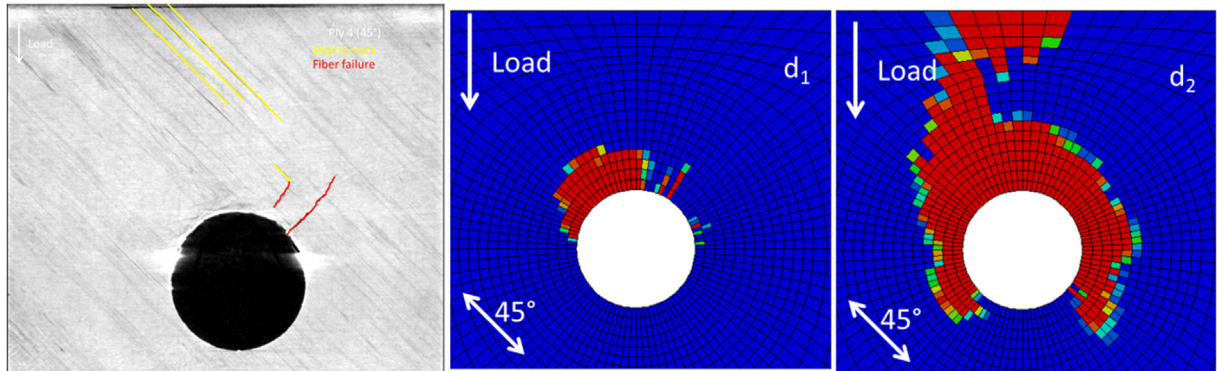 Load
Ply 4 (45°)
Matrix crack
Fiber failure
Load
d₁
45°
Load
d₂
45°